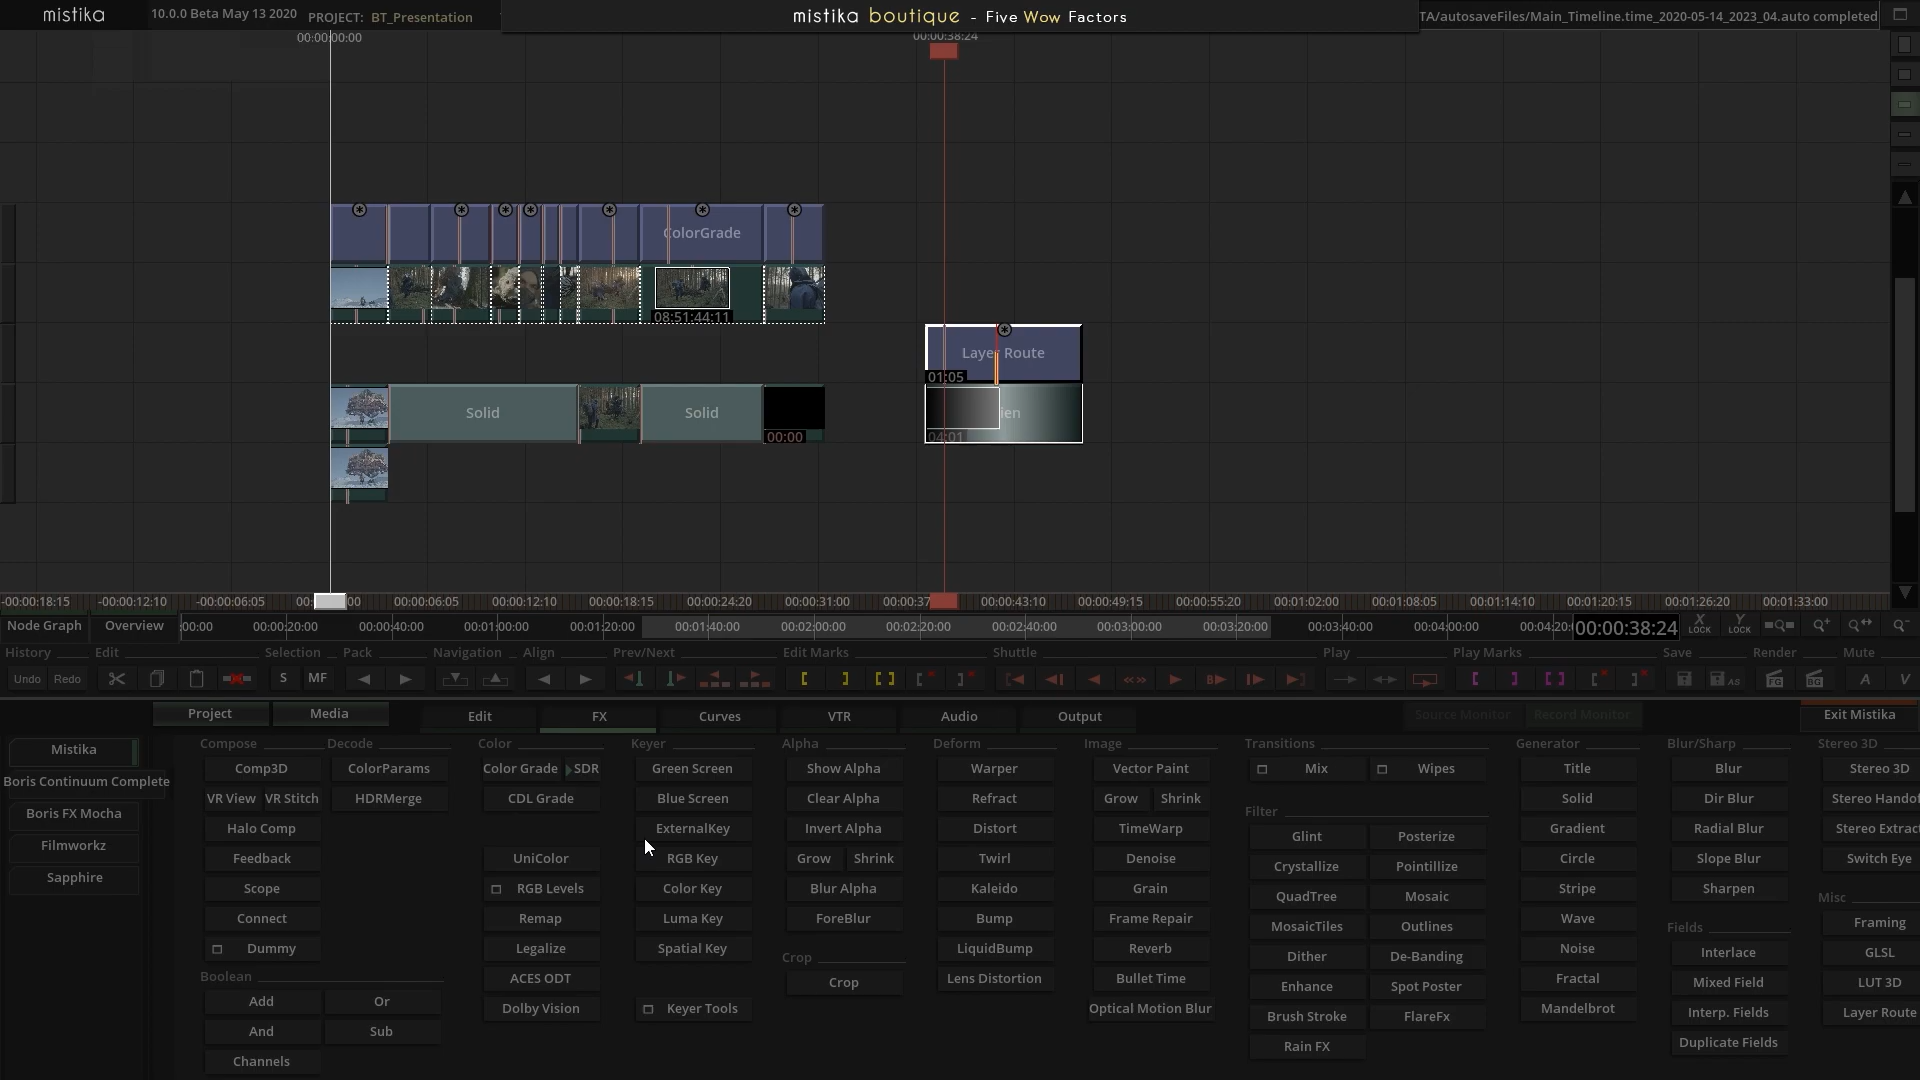 mistika
10.0.0 Beta May 13 2020
PROJECT: BT_Presentation
mistika boutique - Five Wow Factors
TA/autosaveFiles/Main_Timeline.time_2020-05-14_2023_04.auto completed
00:00:00:00
00:00:38:24
ColorGrade
08:51:44:11
Layer Route
01:05
Solid
Solid
00:00
04:01
-00:00:18:15 -00:00:12:10 -00:00:06:05 00:00:06:05 00:00:12:10 00:00:18:15 00:00:24:20 00:00:31:00 00:00:37 00:00:43:10 00:00:49:15 00:00:55:20 00:01:02:00 00:01:08:05 00:01:14:10 00:01:20:15 00:01:26:20 00:01:33:00
Node Graph Overview :00:00 00:00:20:00 00:00:40:00 00:01:00:00 00:01:20:00 00:01:40:00 00:02:00:00 00:02:20:00 00:02:40:00 00:03:00:00 00:03:20:00 00:03:40:00 00:04:00:00 00:04:20: 00:00:38:24 X LOCK Y LOCK
History Edit Selection Pack Navigation Align Prev/Next Edit Marks Shuttle Play Play Marks Save Render Mute
Undo Redo S MF AS FG BG A V
Project Media Edit FX Curves VTR Audio Output Source Monitor Record Monitor Exit Mistika
Mistika
Boris Continuum Complete
Boris FX Mocha
Filmworkz
Sapphire
Compose
Comp3D
VR View VR Stitch
Halo Comp
Feedback
Scope
Connect
Dummy
Boolean
Add Or
And Sub
Channels
Decode
ColorParams
HDRMerge
Color
Color Grade SDR
CDL Grade
UniColor
RGB Levels
Remap
Legalize
ACES ODT
Dolby Vision
Keyer
Green Screen
Blue Screen
ExternalKey
RGB Key
Color Key
Luma Key
Spatial Key
Keyer Tools
Alpha
Show Alpha
Clear Alpha
Invert Alpha
Grow Shrink
Blur Alpha
ForeBlur
Crop
Crop
Deform
Warper
Refract
Distort
Twirl
Kaleido
Bump
LiquidBump
Lens Distortion
Image
Vector Paint
Grow Shrink
TimeWarp
Denoise
Grain
Frame Repair
Reverb
Bullet Time
Optical Motion Blur
Transitions
Mix Wipes
Filter
Glint Posterize
Crystallize Pointillize
QuadTree Mosaic
MosaicTiles Outlines
Dither De-Banding
Enhance Spot Poster
Brush Stroke FlareFx
Rain FX
Generator
Title
Solid
Gradient
Circle
Stripe
Wave
Noise
Fractal
Mandelbrot
Blur/Sharp
Blur
Dir Blur
Radial Blur
Slope Blur
Sharpen
Fields
Interlace
Mixed Field
Interp. Fields
Duplicate Fields
Stereo 3D
Stereo 3D
Stereo Handof
Stereo Extract
Switch Eye
Misc
Framing
GLSL
LUT 3D
Layer Route